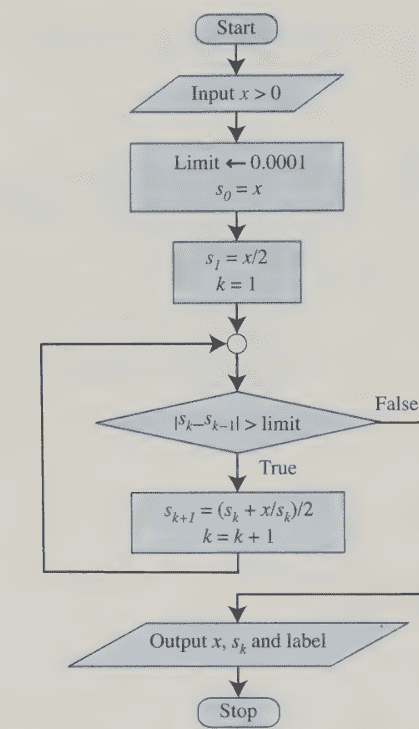 Start
Input x > 0
Limit ← 0.0001
s₀ = x
s₁ = x/2
k = 1
|sₖ–sₖ₋₁| > limit
False
True
sₖ₊₁ = (sₖ + x/sₖ)/2
k = k + 1
Output x, sₖ and label
Stop